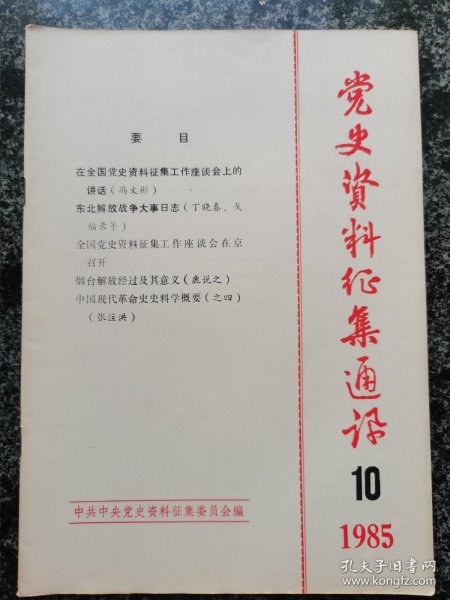 要 目
在全国党史资料征集工作座谈会上的
讲话(冯文彬)
东北解放战争大事日志(丁晓春、戈
福录等)
全国党史资料征集工作座谈会在京
召开
烟台解放经过及其意义(鹿说之)
中国现代革命史史料学概要(之四)
(张注洪)
中共中央党史资料征集委员会编
党史資料征集通讯
10
1985
孔夫子旧书网
www.kongfz.com